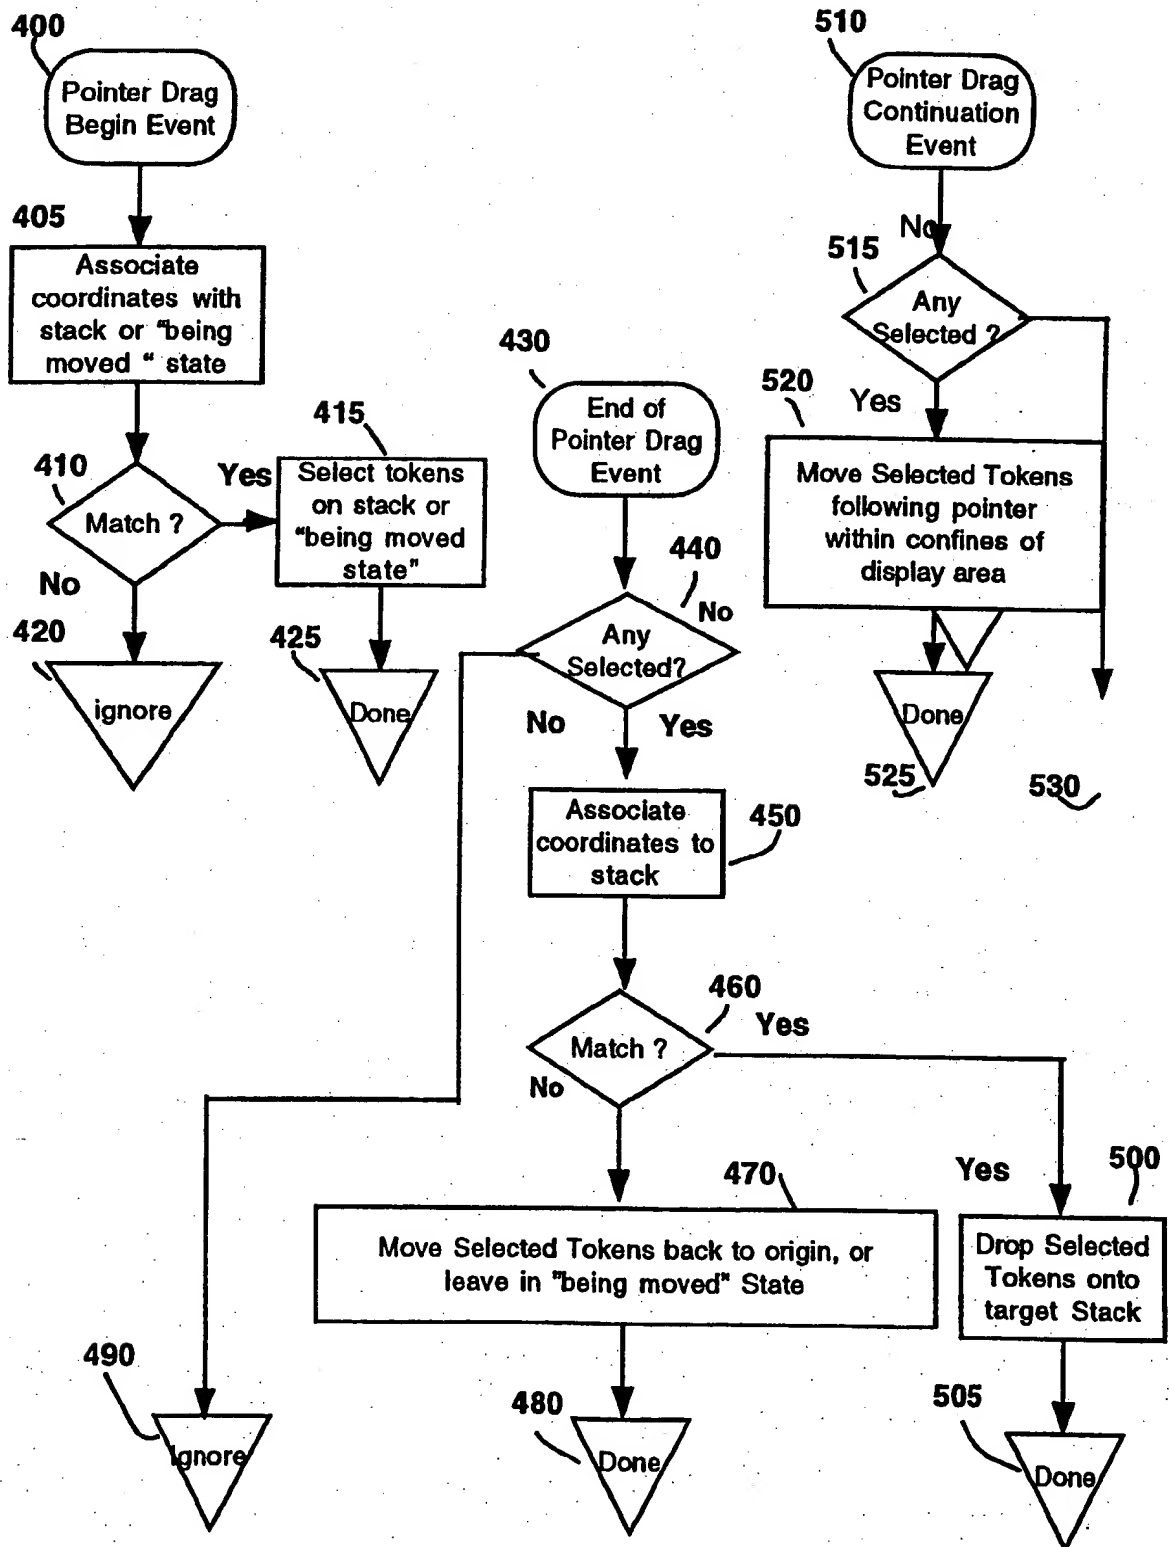 400
Pointer Drag
Begin Event
405
Associate
coordinates with
stack or "being
moved " state
410
Match ?
Yes
No
415
Select tokens
on stack or
"being moved
state"
420
ignore
425
Done
430
End of
Pointer Drag
Event
440
No
Any
Selected?
No
Yes
Associate
coordinates to
stack
450
460
Yes
Match ?
No
470
Move Selected Tokens back to origin, or
leave in "being moved" State
Yes
500
Drop Selected
Tokens onto
target Stack
490
Ignore
480
Done
505
Done
510
Pointer Drag
Continuation
Event
No
515
Any
Selected ?
520
Yes
Move Selected Tokens
following pointer
within confines of
display area
Done
525
530